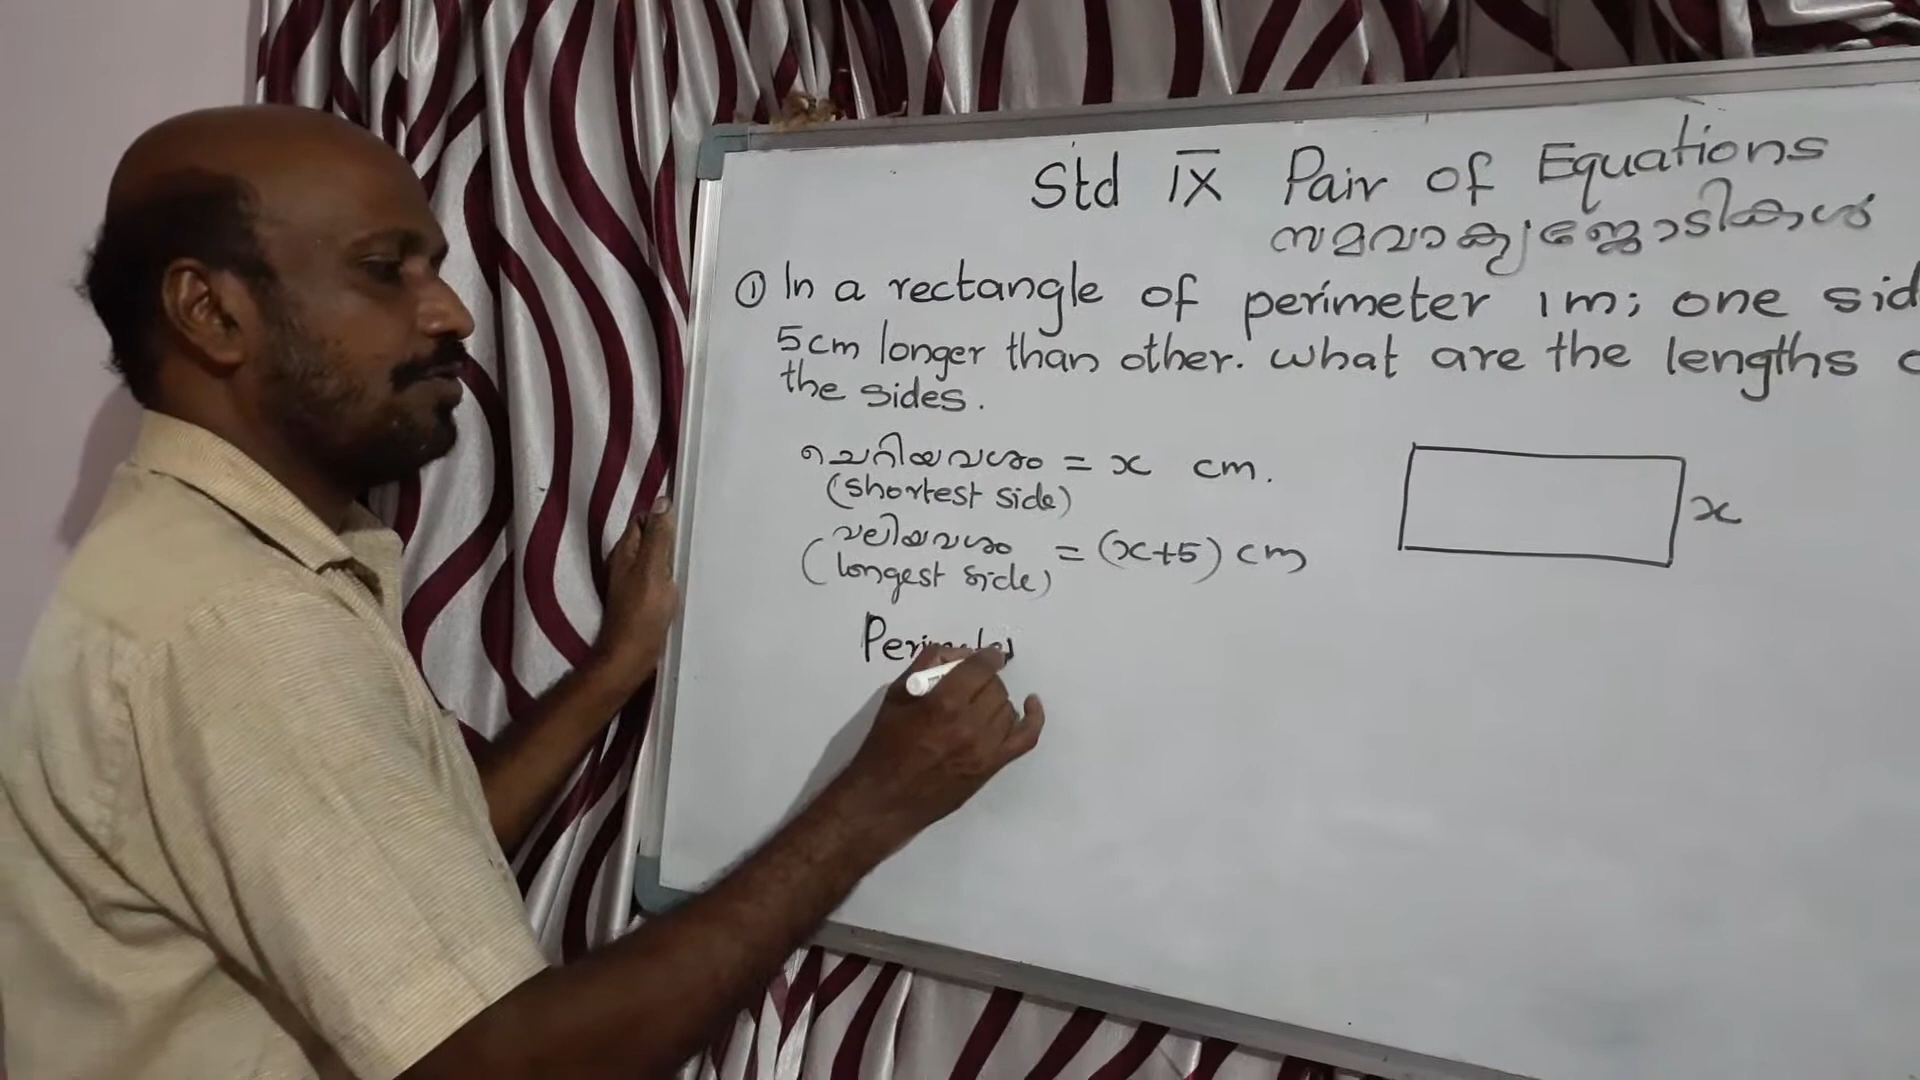 Std IX Pair of Equations
സമവാക്യജോടികൾ
① In a rectangle of perimeter 1m; one
5cm longer than other. What are the lengths
the sides.
ചെറിയവശം = x cm.
(shortest side)
വലിയവശം = (x+5) cm
(longest side)
x